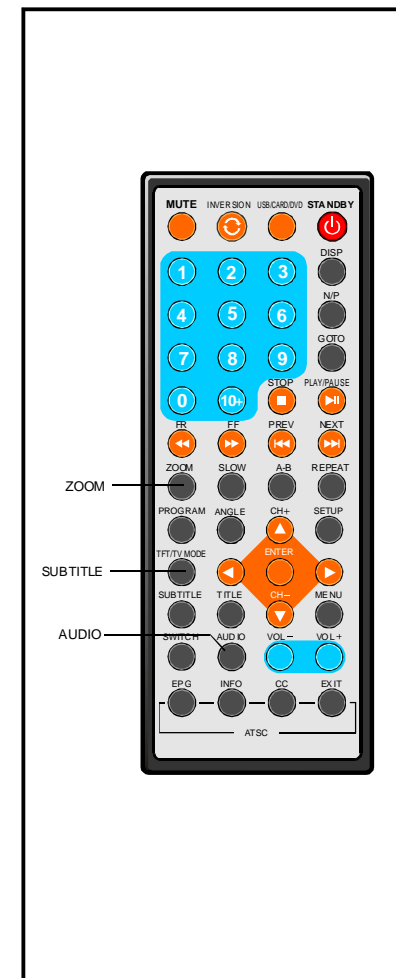 MUTE INVERSION USB/CARD/DVD STANDBY
DISP
1 2 3
N/P
4 5 6
GOTO
7 8 9
STOP PLAY/PAUSE
0 10+
FR FF PREV NEXT
ZOOM SLOW A-B REPEAT
ZOOM
PROGRAM ANGLE CH+ SETUP
TFT/TV MODE ENTER
SUBTITLE
SUBTITLE TITLE CH− MENU
AUDIO
SWITCH AUDIO VOL− VOL+
EPG INFO CC EXIT
ATSC